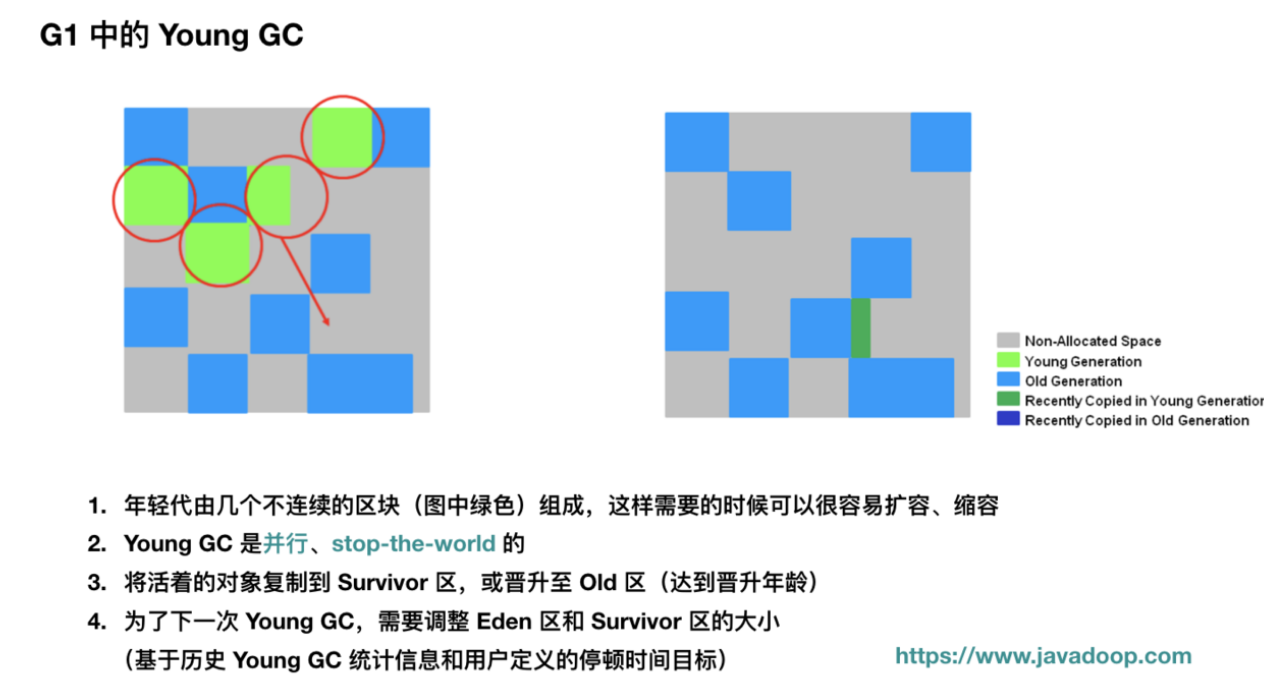 G1 中的 Young GC
Non-Allocated Space
Young Generation
Old Generation
Recently Copied in Young Generation
Recently Copied in Old Generation
1. 年轻代由几个不连续的区块（图中绿色）组成，这样需要的时候可以很容易扩容、缩容
2. Young GC 是并行、stop-the-world 的
3. 将活着的对象复制到 Survivor 区，或晋升至 Old 区（达到晋升年龄）
4. 为了下一次 Young GC，需要调整 Eden 区和 Survivor 区的大小
（基于历史 Young GC 统计信息和用户定义的停顿时间目标）
https://www.javadoop.com